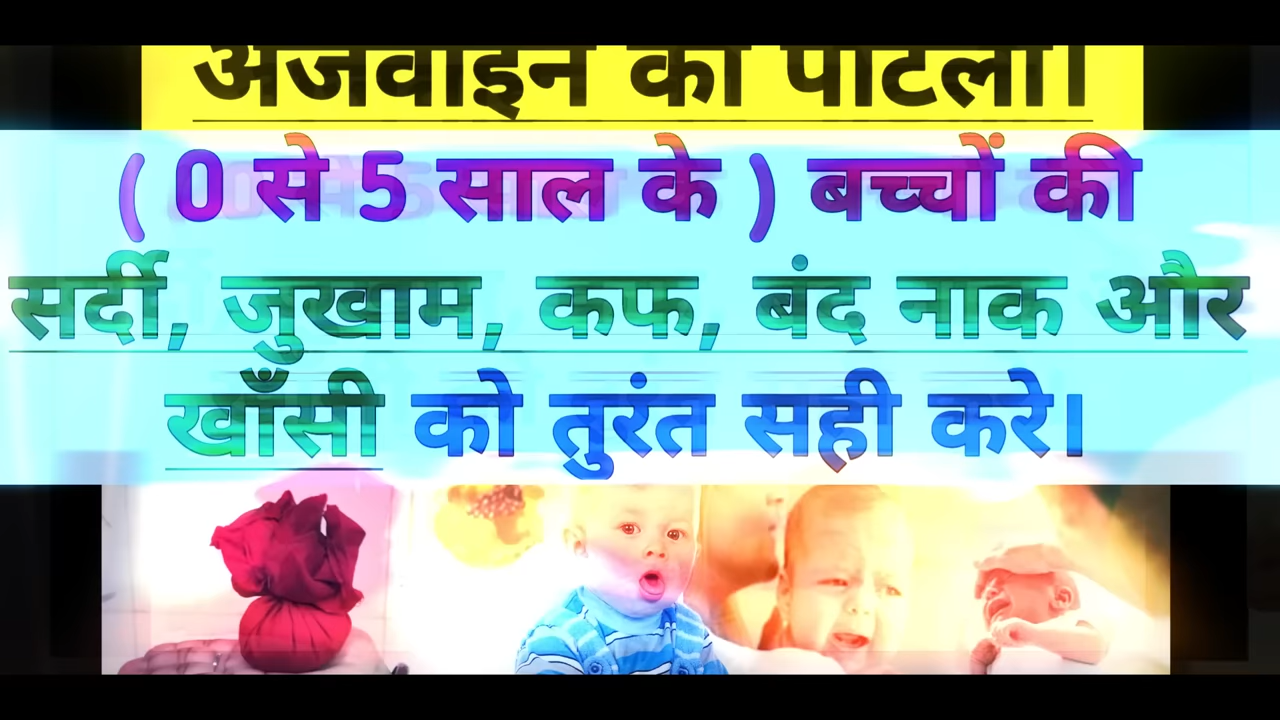 अजवाइन की पोटली।
( 0 से 5 साल के ) बच्चों की
सर्दी, जुखाम, कफ, बंद नाक और
खाँसी को तुरंत सही करे।